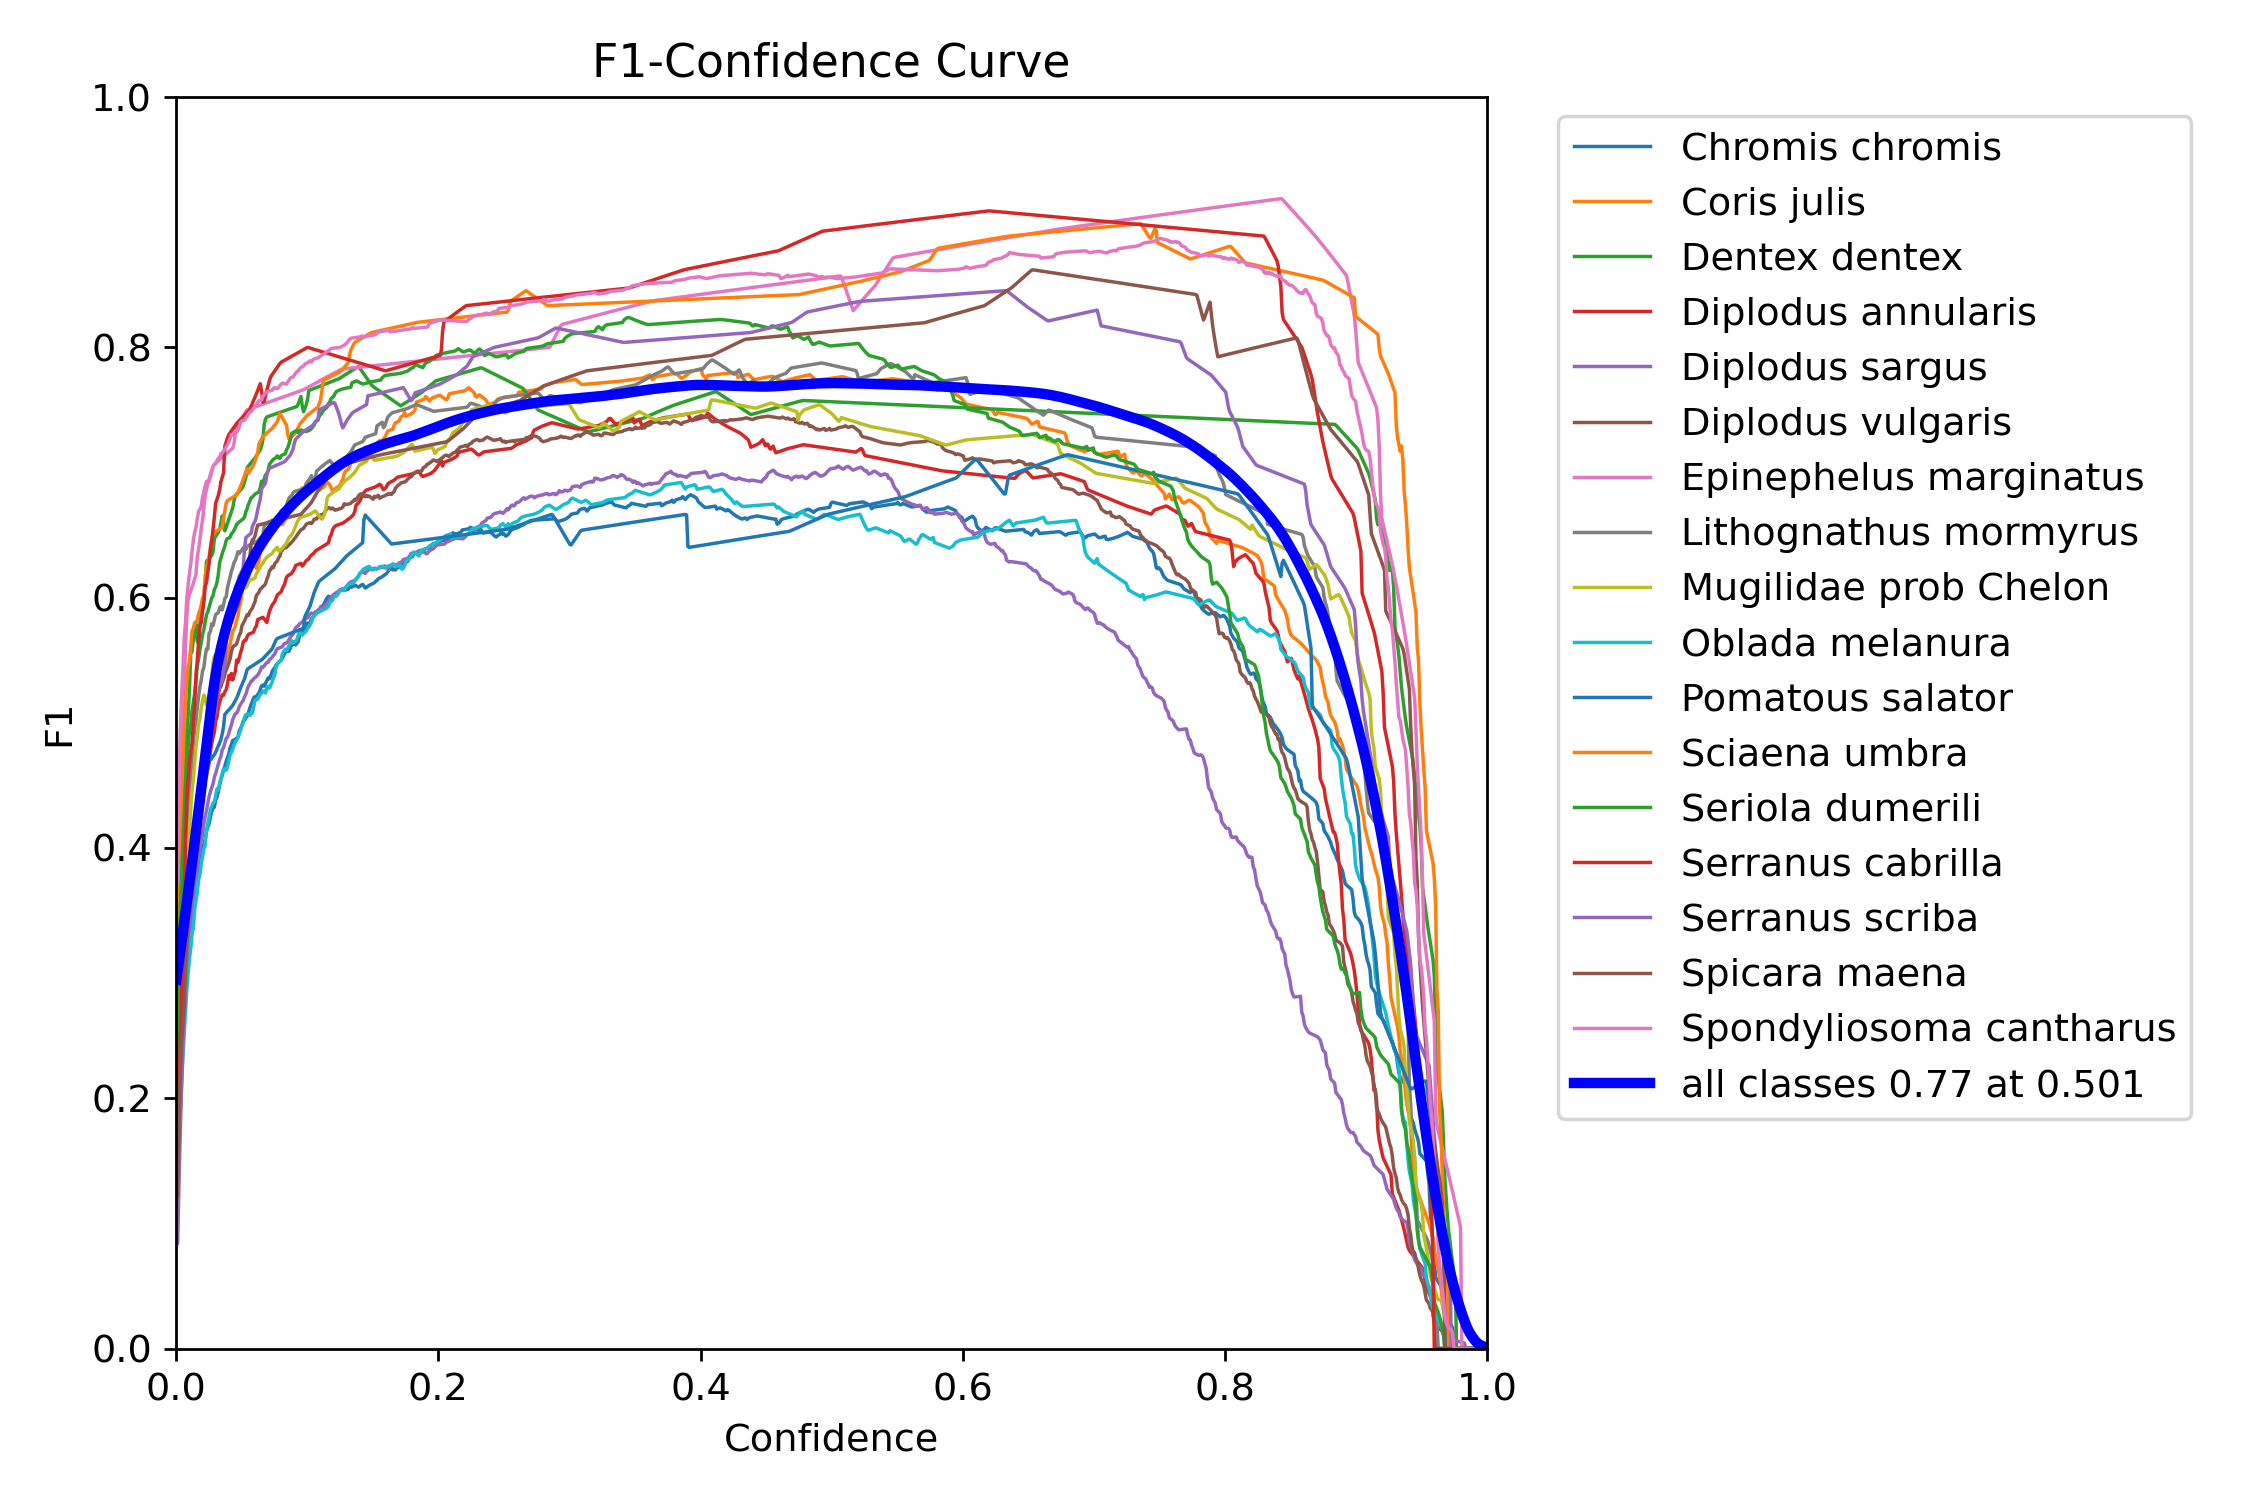 F1-Confidence Curve
1.0
0.8
0.6
0.4
0.2
0.0
F1
0.0 0.2 0.4 0.6 0.8 1.0
Confidence
Chromis chromis
Coris julis
Dentex dentex
Diplodus annularis
Diplodus sargus
Diplodus vulgaris
Epinephelus marginatus
Lithognathus mormyrus
Mugilidae prob Chelon
Oblada melanura
Pomatous salator
Sciaena umbra
Seriola dumerili
Serranus cabrilla
Serranus scriba
Spicara maena
Spondyliosoma cantharus
all classes 0.77 at 0.501